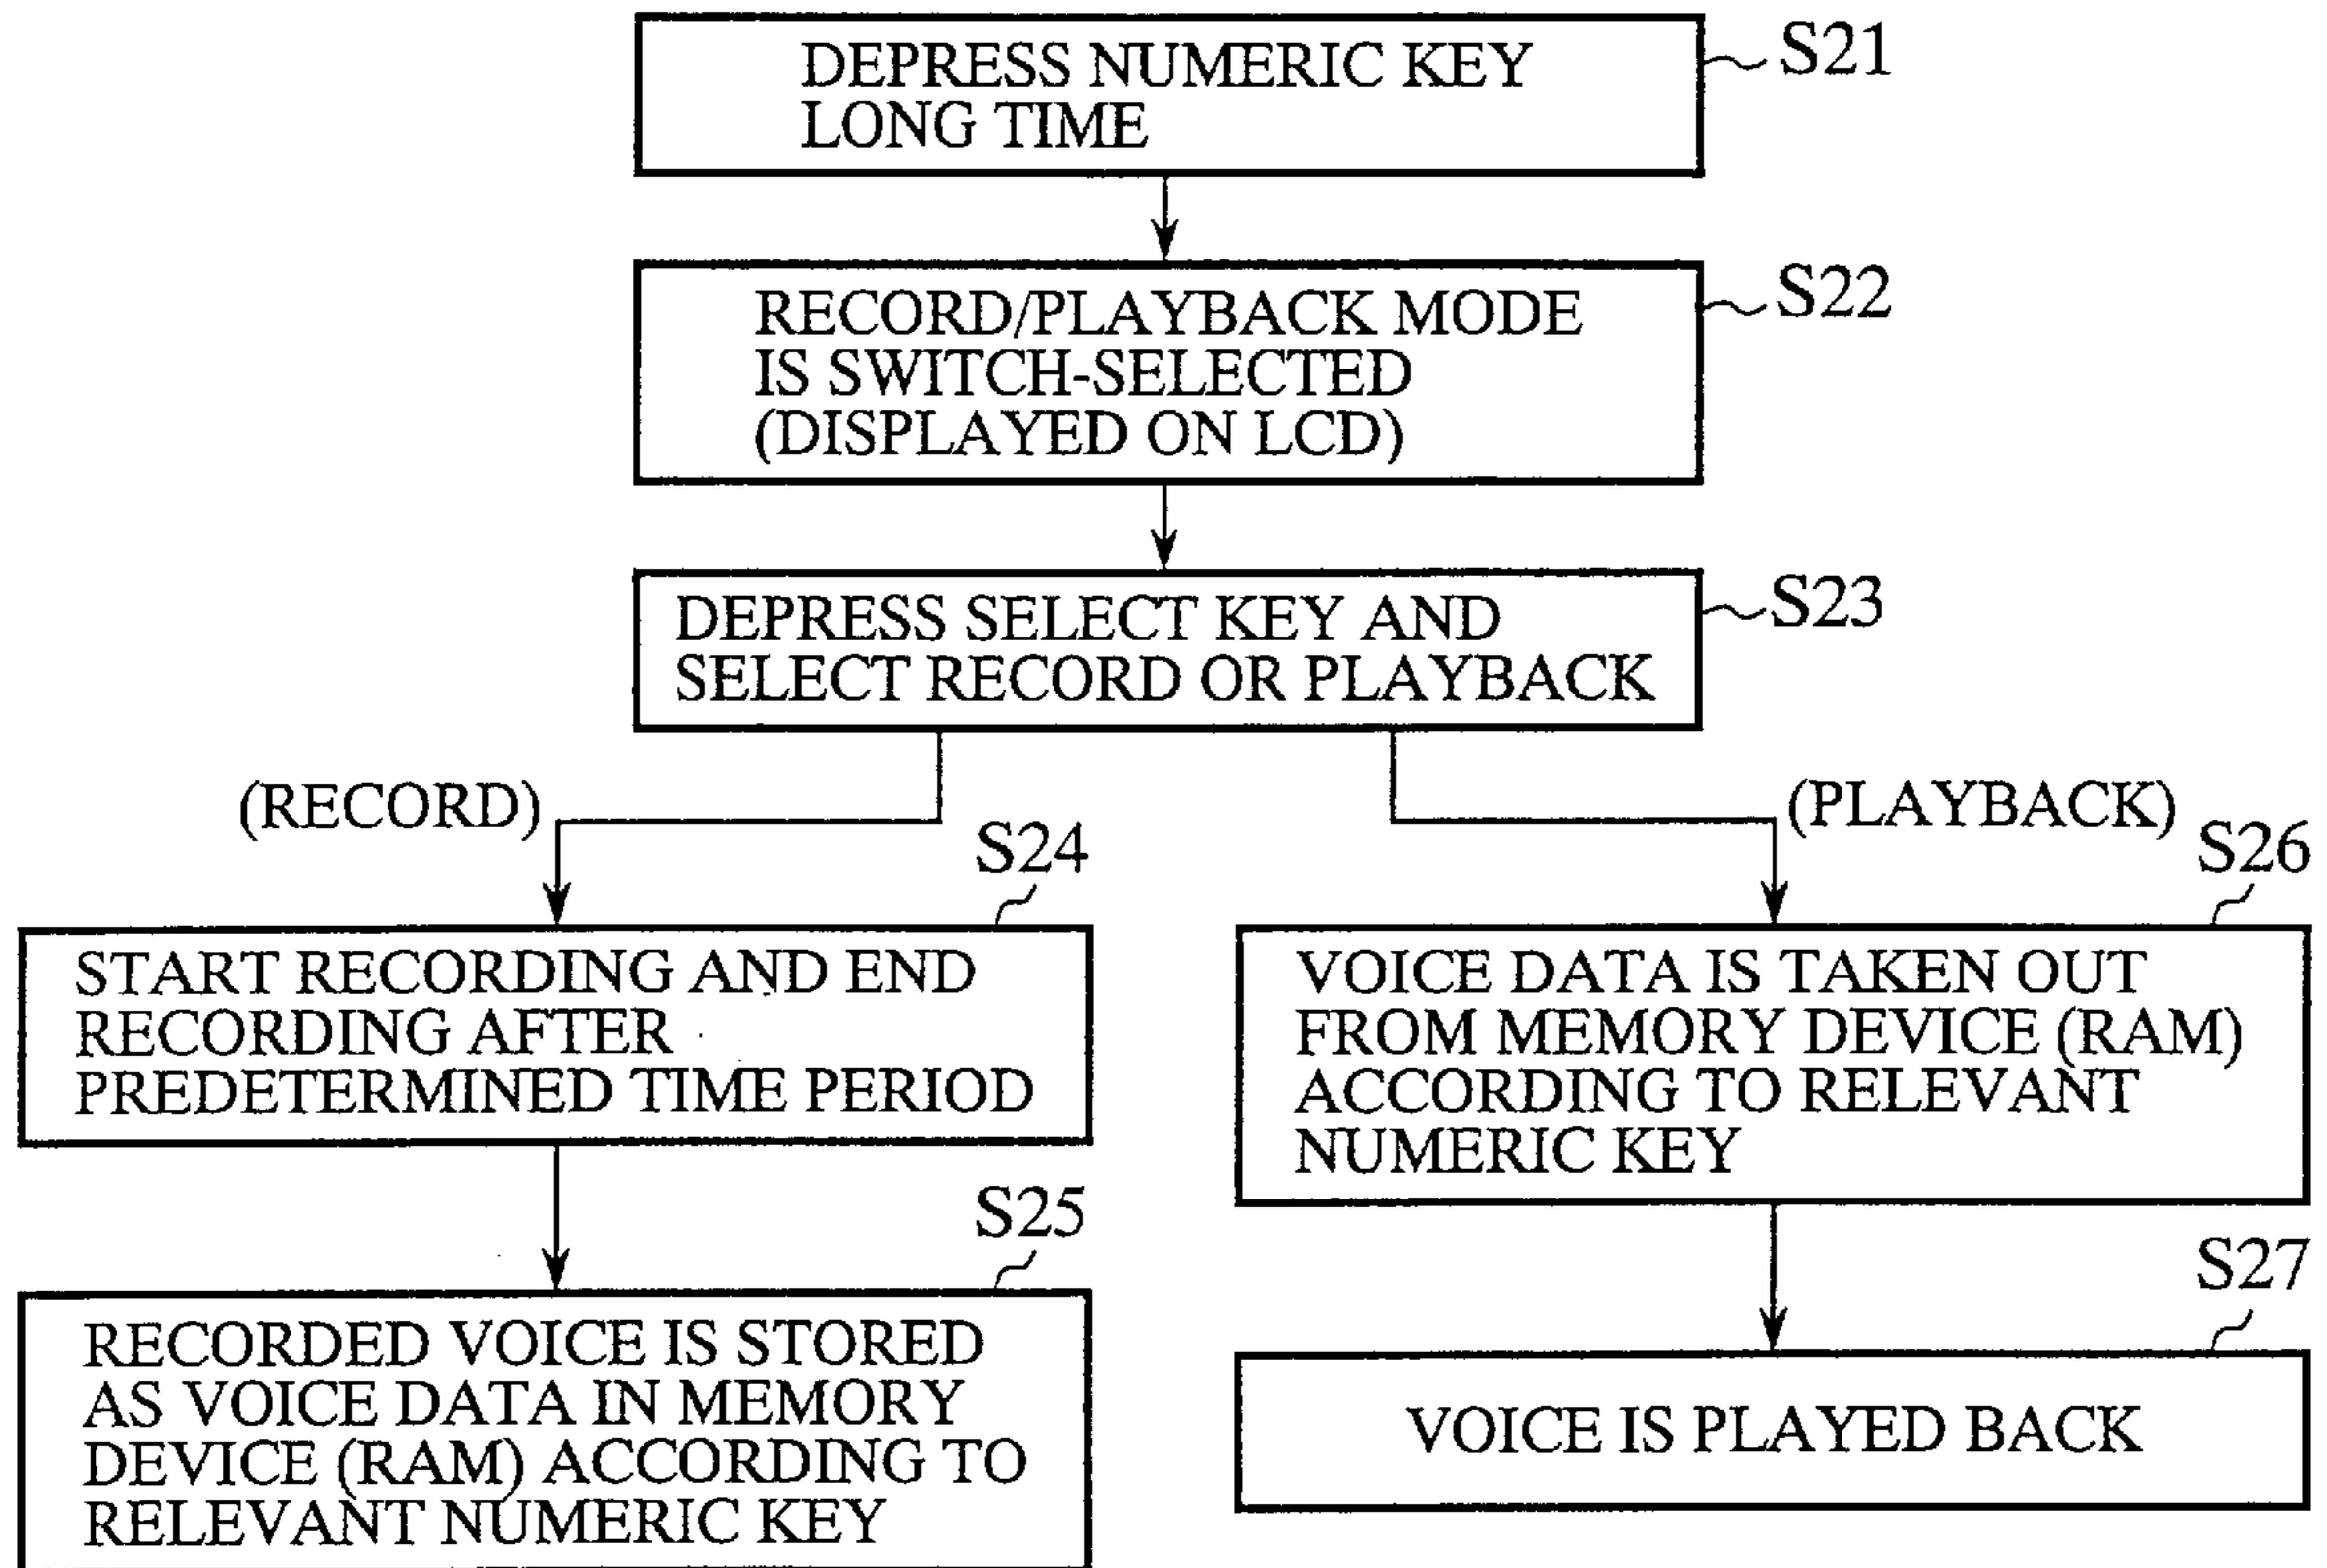 DEPRESS NUMERIC KEY
LONG TIME
S21
RECORD/PLAYBACK MODE
IS SWITCH-SELECTED
(DISPLAYED ON LCD)
S22
DEPRESS SELECT KEY AND
SELECT RECORD OR PLAYBACK
S23
(RECORD)
(PLAYBACK)
S24
START RECORDING AND END
RECORDING AFTER
PREDETERMINED TIME PERIOD
S25
RECORDED VOICE IS STORED
AS VOICE DATA IN MEMORY
DEVICE (RAM) ACCORDING TO
RELEVANT NUMERIC KEY
S26
VOICE DATA IS TAKEN OUT
FROM MEMORY DEVICE (RAM)
ACCORDING TO RELEVANT
NUMERIC KEY
S27
VOICE IS PLAYED BACK